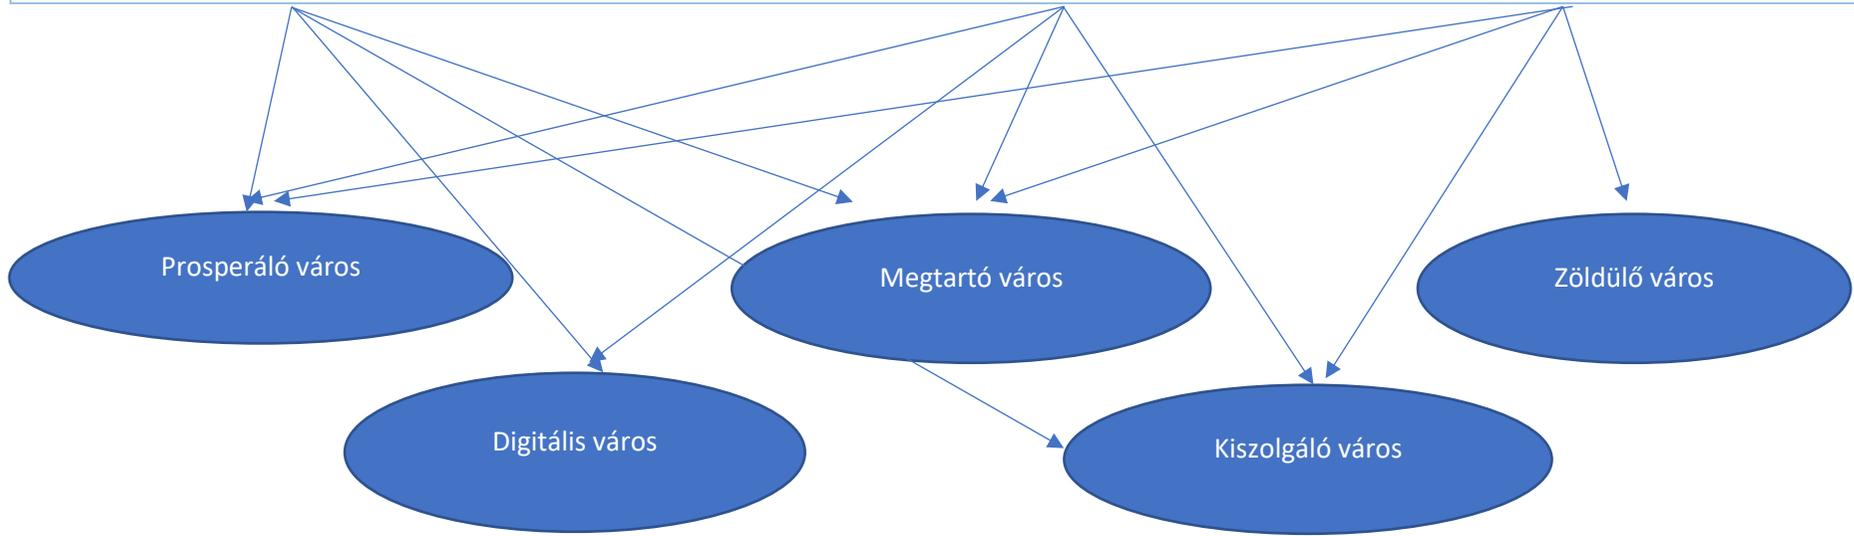 Prosperáló város
Megtartó város
Zöldülő város
Digitális város
Kiszolgáló város